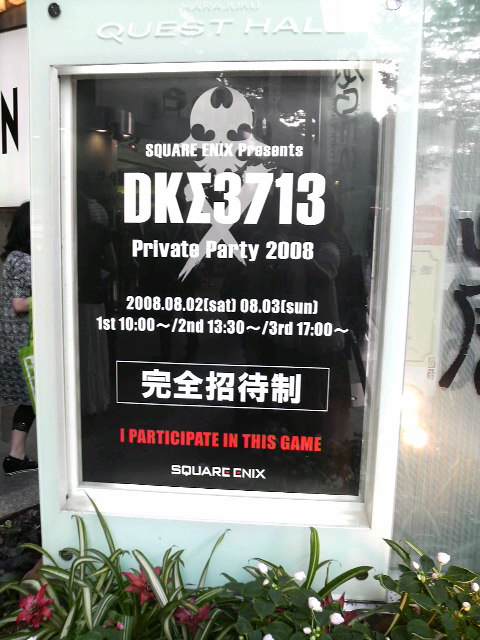 HARAJUKU
QUEST HALL
SQUARE ENIX Presents
DKΣ3713
Private Party 2008
2008.08.02(sat) 08.03(sun)
1st 10:00～/2nd 13:30～/3rd 17:00～
完全招待制
I PARTICIPATE IN THIS GAME
SQUARE ENIX
N